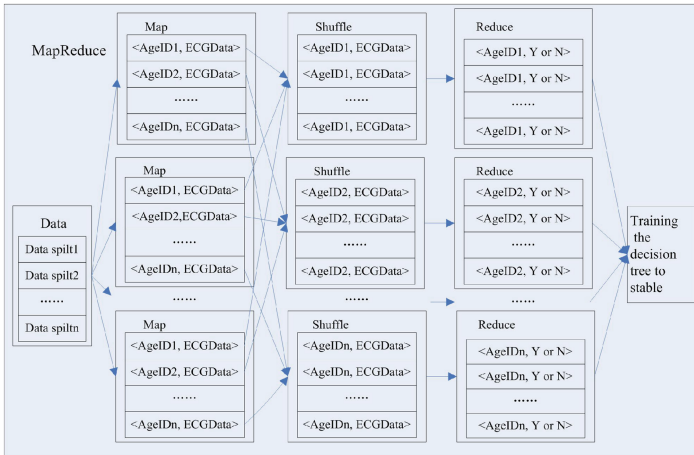 MapReduce
Data
Data spilt1
Data spilt2
......
Data spiltn
Map
<AgeID1, ECGData>
<AgeID2, ECGData>
......
<AgeIDn, ECGData>
Map
<AgeID1, ECGData>
<AgeID2,ECGData>
......
<AgeIDn, ECGData>
......
Map
<AgeID1, ECGData>
<AgeID2, ECGData>
......
<AgeIDn, ECGData>
Shuffle
<AgeID1, ECGData>
<AgeID1, ECGData>
......
<AgeID1, ECGData>
Shuffle
<AgeID2, ECGData>
<AgeID2, ECGData>
......
<AgeID2, ECGData>
......
Shuffle
<AgeIDn, ECGData>
<AgeIDn, ECGData>
......
<AgeIDn, ECGData>
Reduce
<AgeID1, Y or N>
<AgeID1, Y or N>
......
<AgeID1, Y or N>
Reduce
<AgeID2, Y or N>
<AgeID2, Y or N>
......
<AgeID2, Y or N>
......
Reduce
<AgeIDn, Y or N>
<AgeIDn, Y or N>
......
<AgeIDn, Y or N>
Training
the
decision
tree to
stable